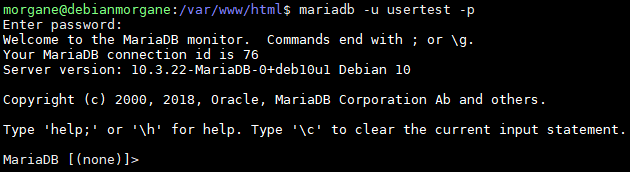 morgane@debianmorgane:/var/www/html$ mariadb -u usertest -p
Enter password:
Welcome to the MariaDB monitor.  Commands end with ; or \g.
Your MariaDB connection id is 76
Server version: 10.3.22-MariaDB-0+deb10u1 Debian 10
Copyright (c) 2000, 2018, Oracle, MariaDB Corporation Ab and others.
Type 'help;' or '\h' for help. Type '\c' to clear the current input statement.
MariaDB [(none)]>